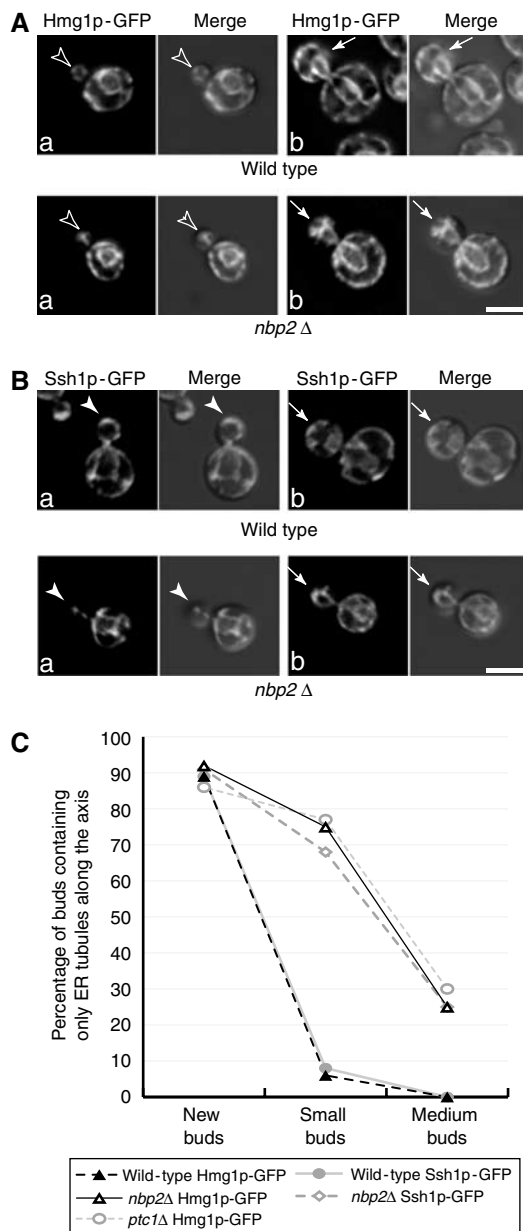 A
Hmg1p-GFP Merge Hmg1p-GFP Merge
a b
Wild type
a b
nbp2 Δ
B
Ssh1p-GFP Merge Ssh1p-GFP Merge
a b
Wild type
a b
nbp2 Δ
C
Percentage of buds containing
only ER tubules along the axis
100
90
80
70
60
50
40
30
20
10
0
New Small Medium
buds buds buds
Wild-type Hmg1p-GFP Wild-type Ssh1p-GFP
nbp2Δ Hmg1p-GFP nbp2Δ Ssh1p-GFP
ptc1Δ Hmg1p-GFP